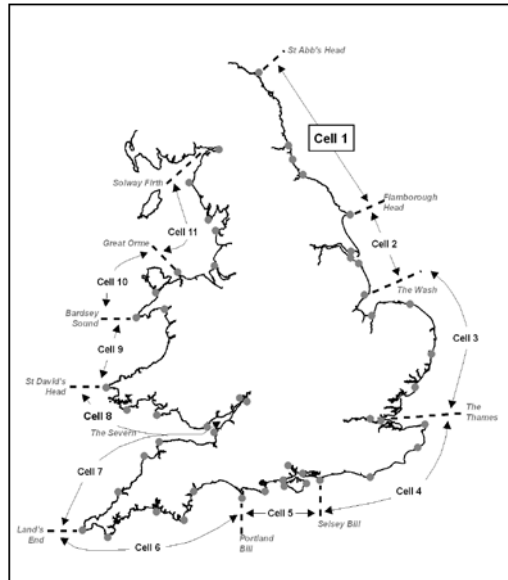 St Abb's Head
Cell 1
Solway Firth
Flamborough
Head
Great Orme
Cell 11
Cell 2
Cell 10
The Wash
Bardsey
Sound
Cell 3
Cell 9
St David's
Head
Cell 8
The
Thames
The Severn
Cell 7
Cell 4
Cell 5
Selsey Bill
Land's
End
Cell 6
Portland
Bill